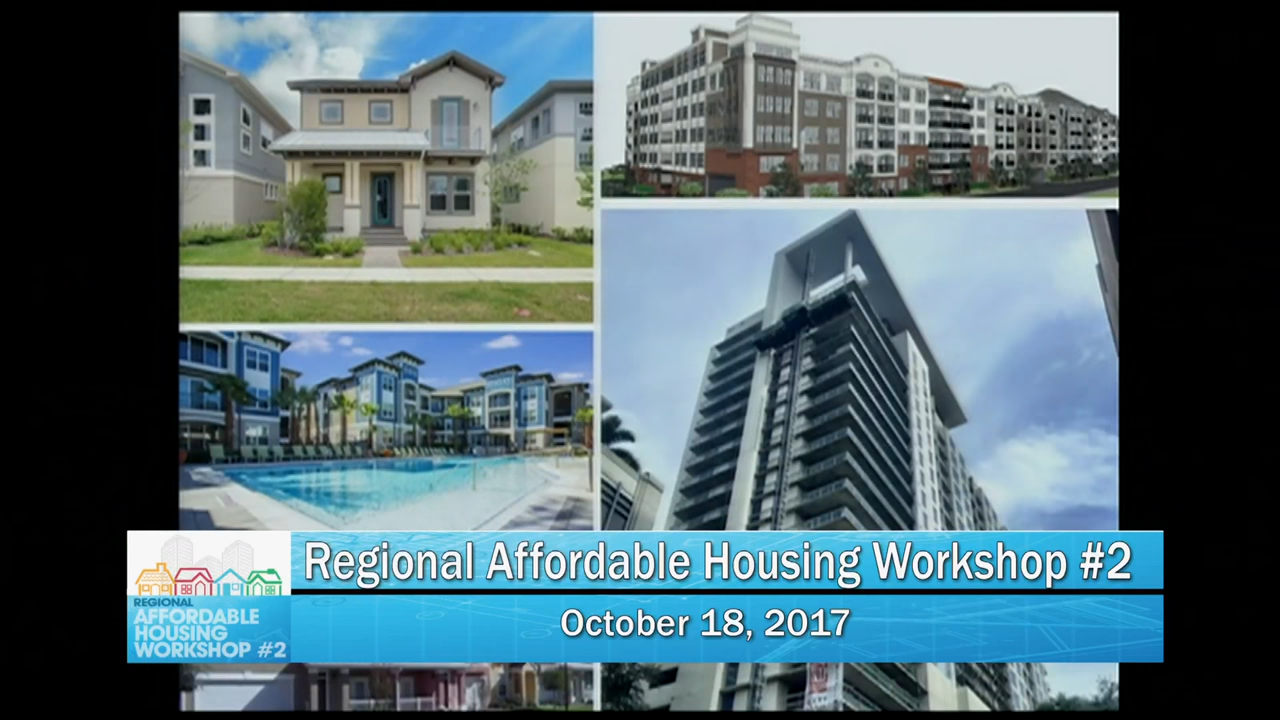 Regional Affordable Housing Workshop #2
October 18, 2017
REGIONAL
AFFORDABLE
HOUSING
WORKSHOP #2